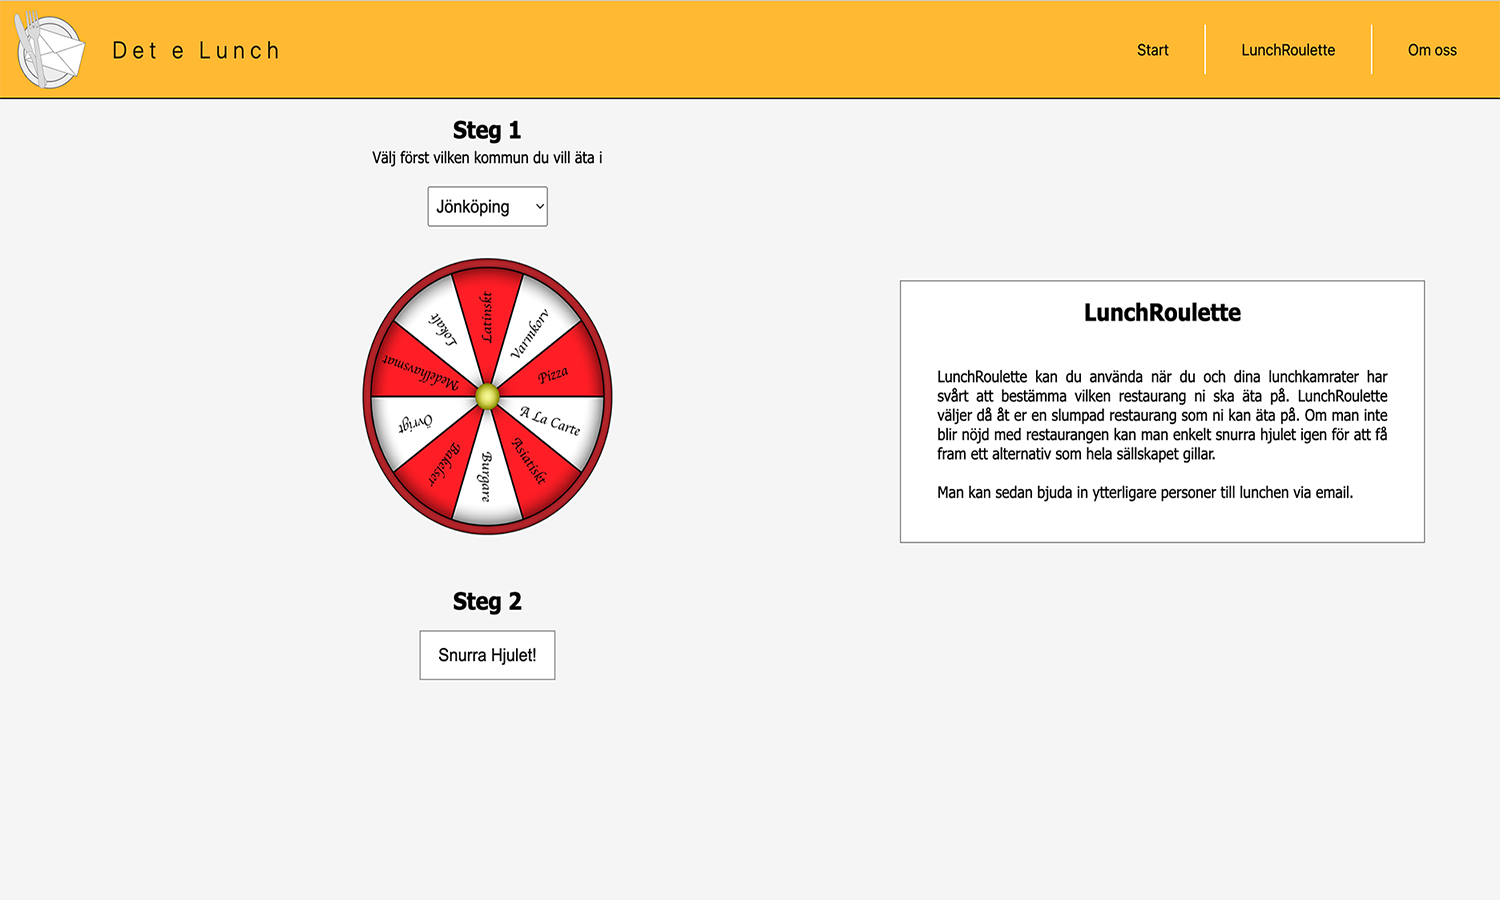 Det e Lunch
Start
LunchRoulette
Om oss
Steg 1
Välj först vilken kommun du vill äta i
Jönköping
Latinskt
Varmkorv
Pizza
A La Carte
Asiatiskt
Burgare
Bakelser
Övrigt
Medelhavsmat
Lokalt
Steg 2
Snurra Hjulet!
LunchRoulette
LunchRoulette kan du använda när du och dina lunchkamrater har
svårt att bestämma vilken restaurang ni ska äta på. LunchRoulette
väljer då åt er en slumpad restaurang som ni kan äta på. Om man inte
blir nöjd med restaurangen kan man enkelt snurra hjulet igen för att få
fram ett alternativ som hela sällskapet gillar.
Man kan sedan bjuda in ytterligare personer till lunchen via email.